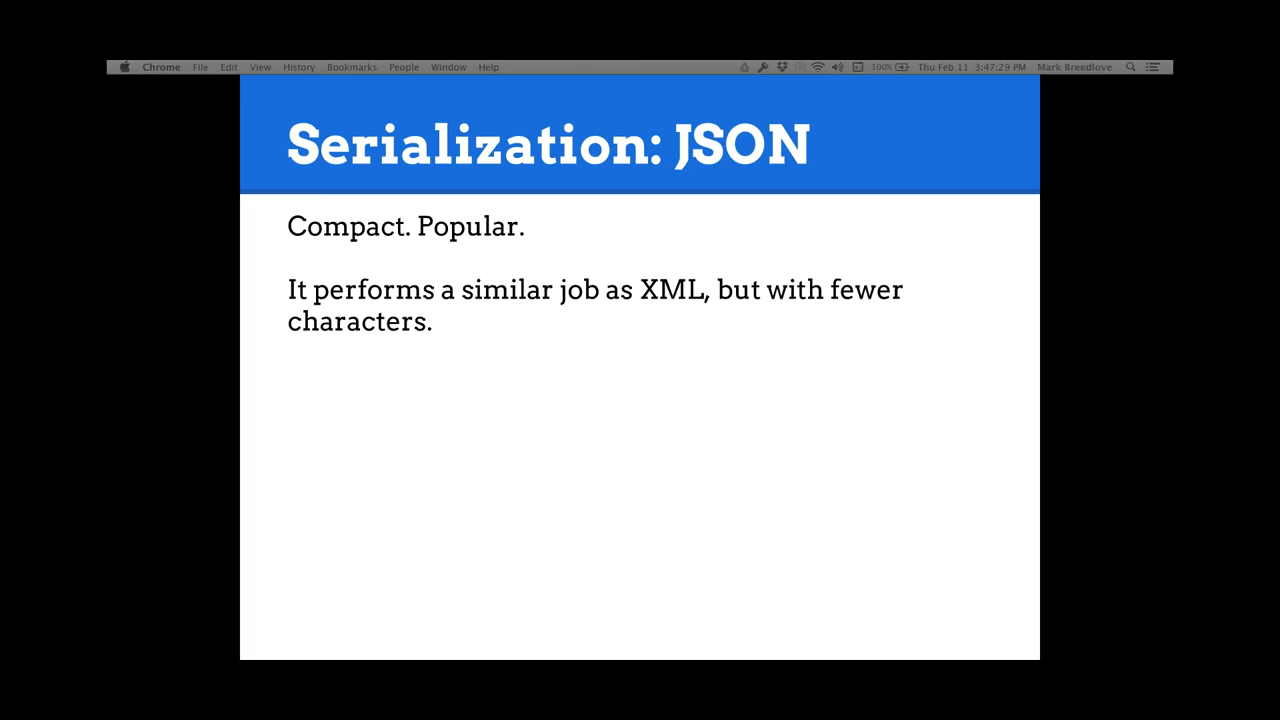 Chrome File Edit View History Bookmarks People Window Help 100% Thu Feb 11 3:47:29 PM Mark Breedlove
Serialization: JSON
Compact. Popular.
It performs a similar job as XML, but with fewer
characters.